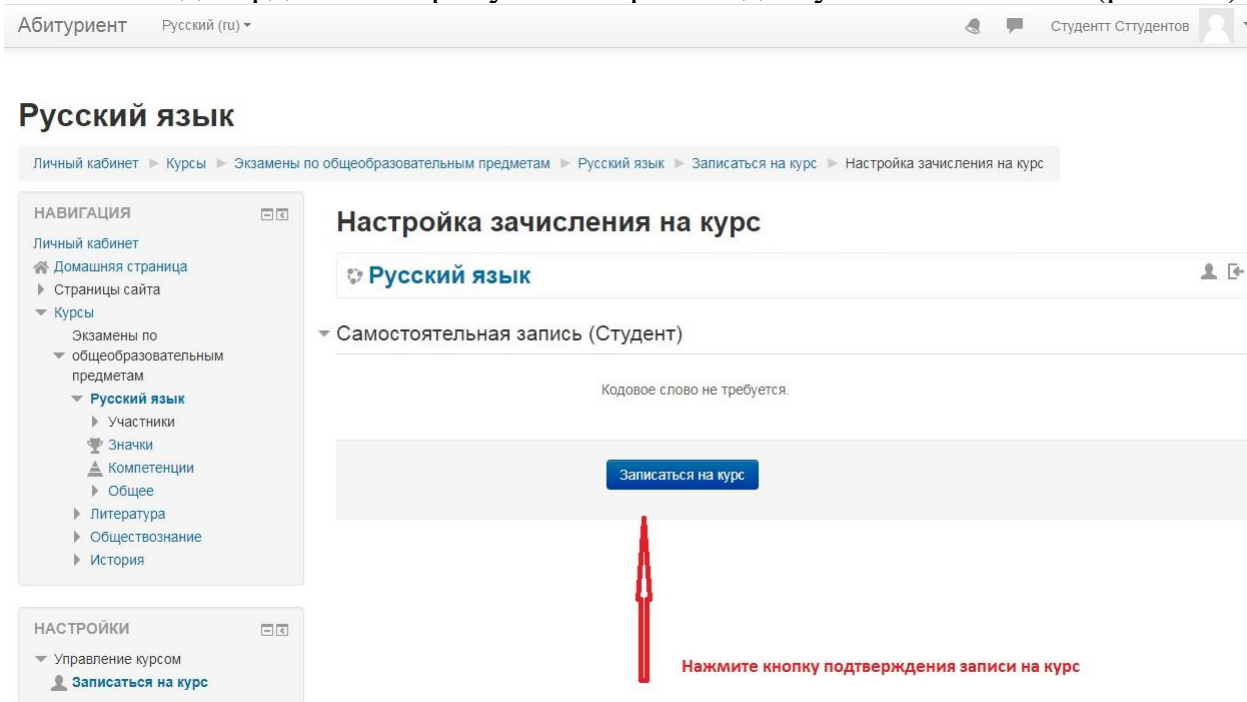 Абитуриент Русский (ru) Студентт Сттудентов
Русский язык
Личный кабинет Курсы Экзамены по общеобразовательным предметам Русский язык Записаться на курс Настройка зачисления на курс
НАВИГАЦИЯ
Личный кабинет
Домашняя страница
Страницы сайта
Курсы
Экзамены по
общеобразовательным
предметам
Русский язык
Участники
Значки
Компетенции
Общее
Литература
Обществознание
История
НАСТРОЙКИ
Управление курсом
Записаться на курс
Настройка зачисления на курс
Русский язык
Самостоятельная запись (Студент)
Кодовое слово не требуется.
Записаться на курс
Нажмите кнопку подтверждения записи на курс